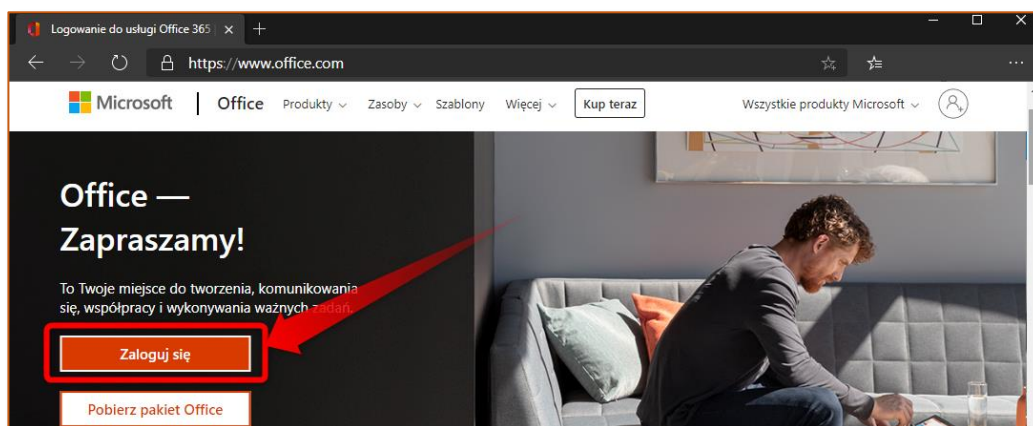 Logowanie do usługi Office 365
https://www.office.com
Microsoft Office Produkty Zasoby Szablony Więcej Kup teraz Wszystkie produkty Microsoft
Office —
Zapraszamy!
To Twoje miejsce do tworzenia, komunikowania
się, współpracy i wykonywania ważnych zadań.
Zaloguj się
Pobierz pakiet Office